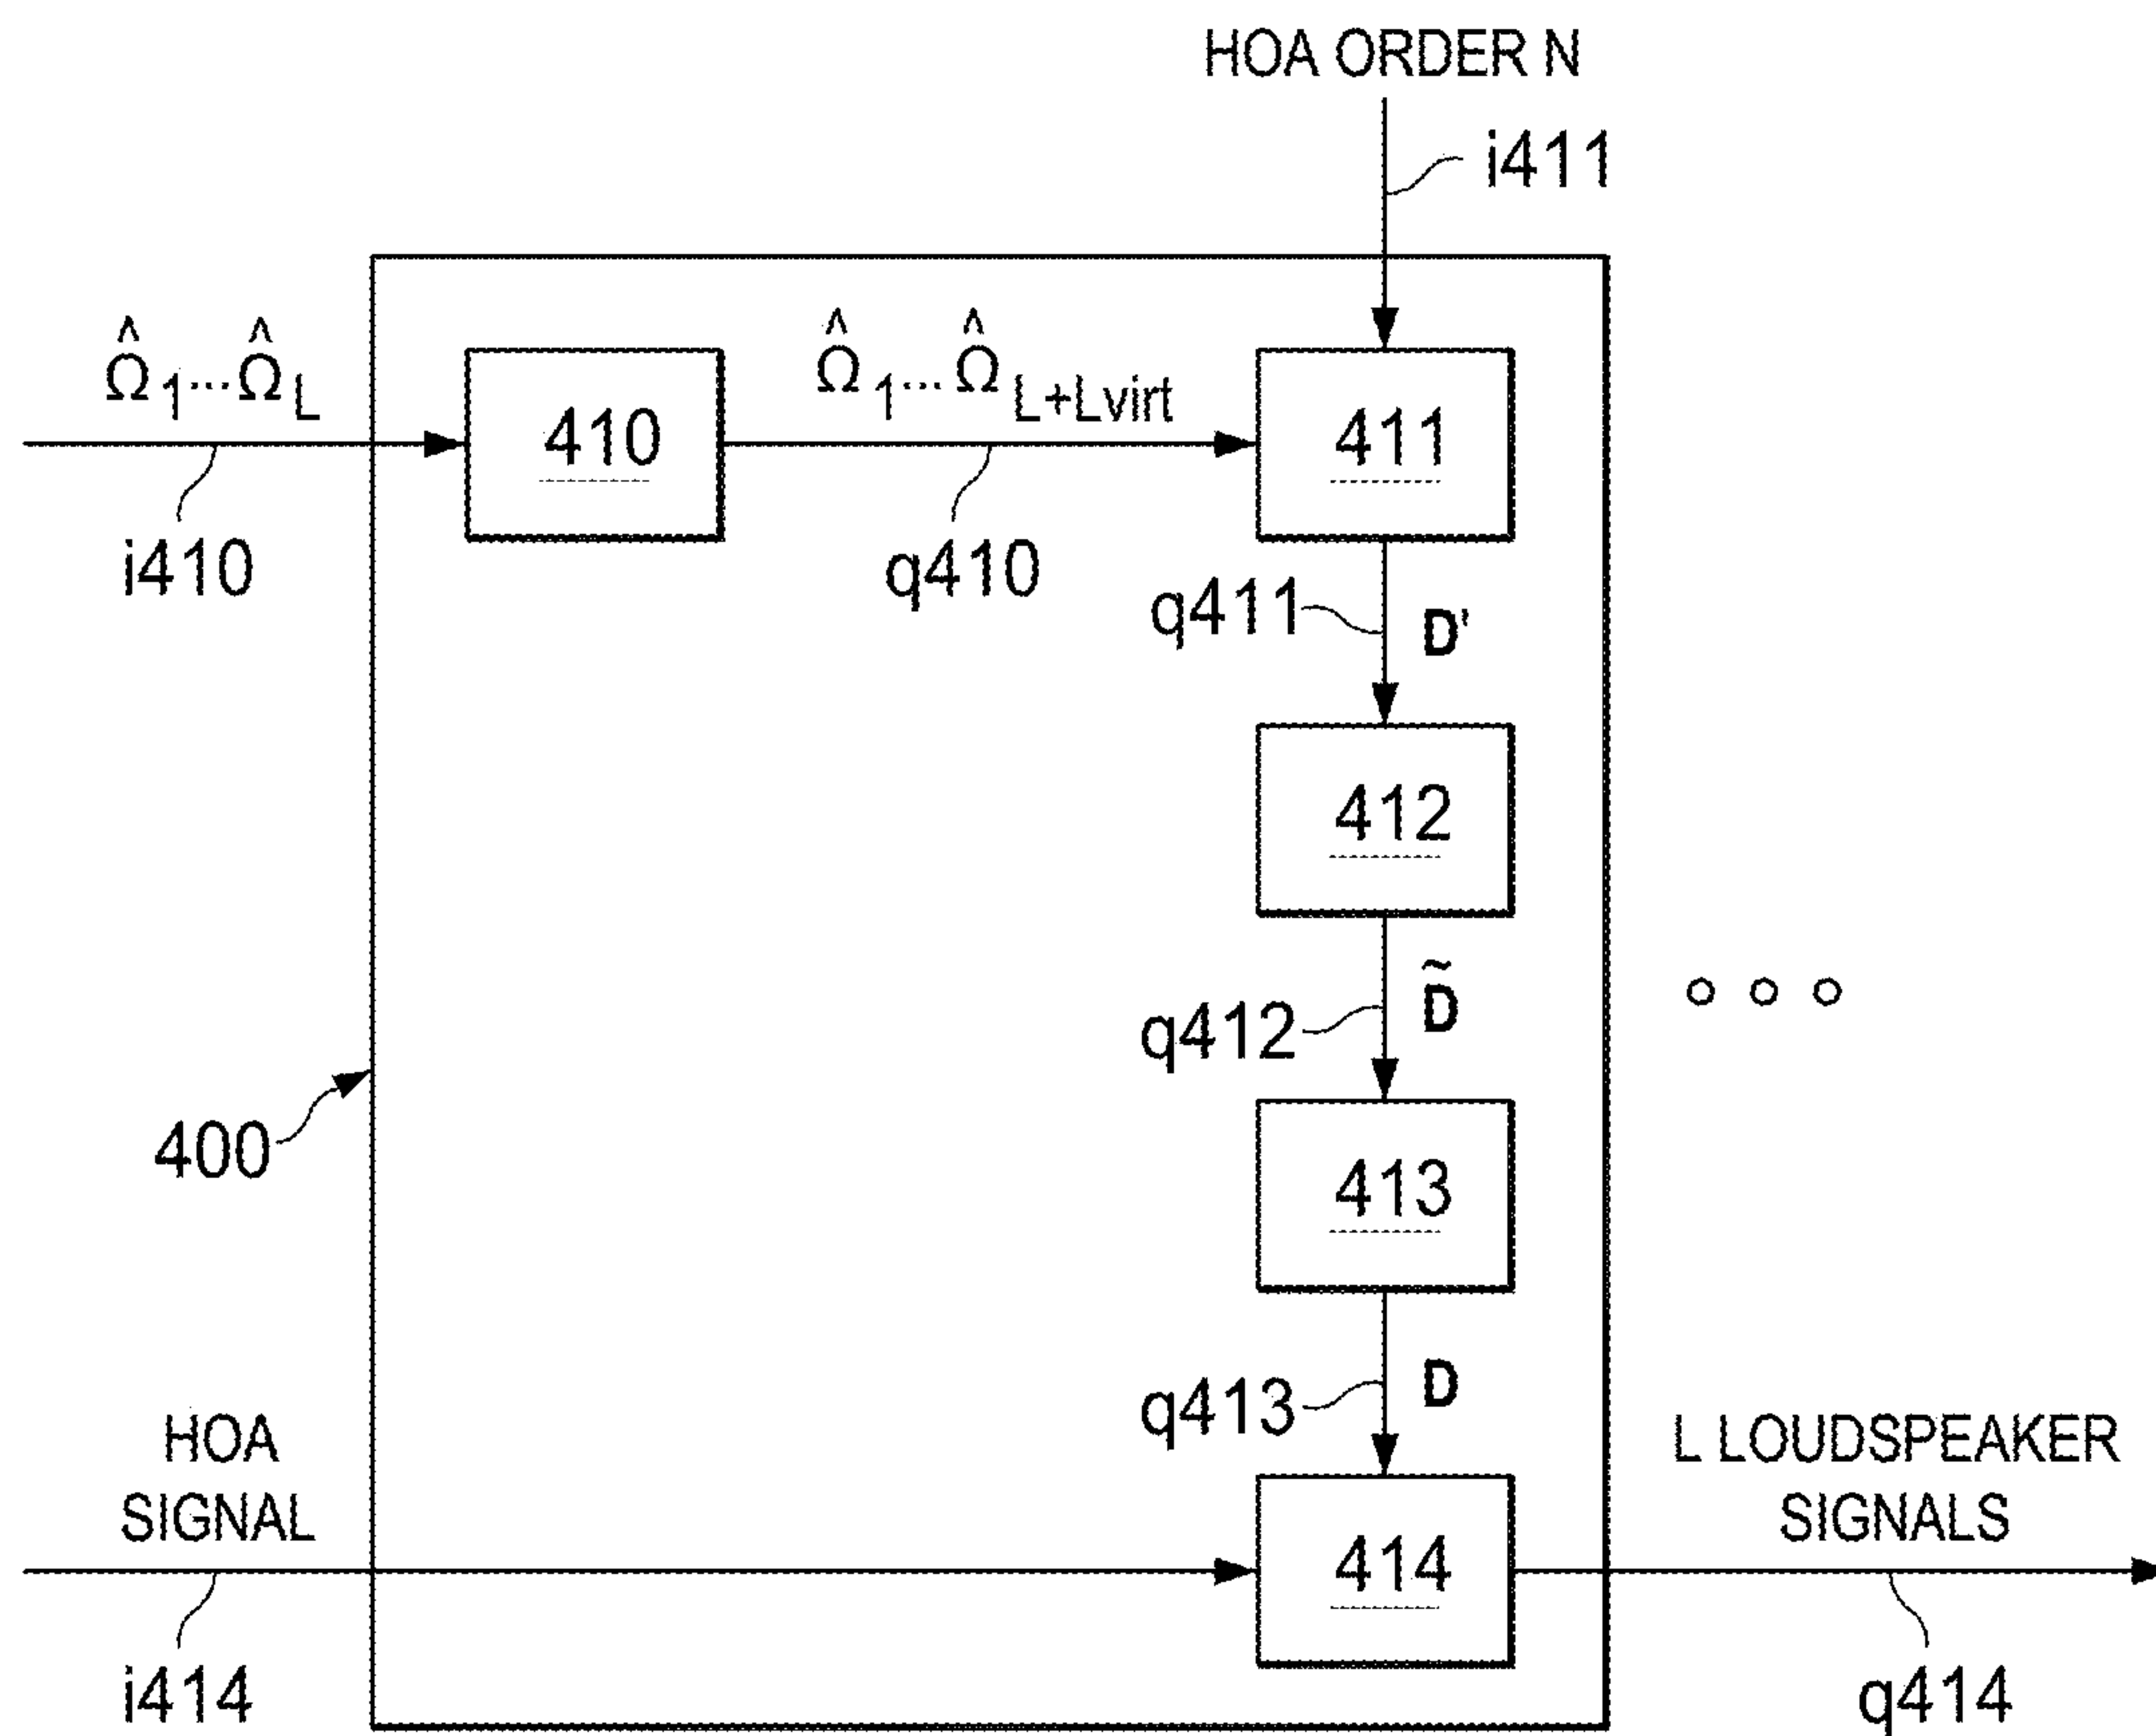 HOA ORDER N
i411
Ω̂1...Ω̂L
Ω̂1...Ω̂L+Lvirt
410
411
i410
q410
q411
D'
412
q412
D̃
400
413
q413
D
HOA
SIGNAL
L LOUDSPEAKER
SIGNALS
414
i414
q414